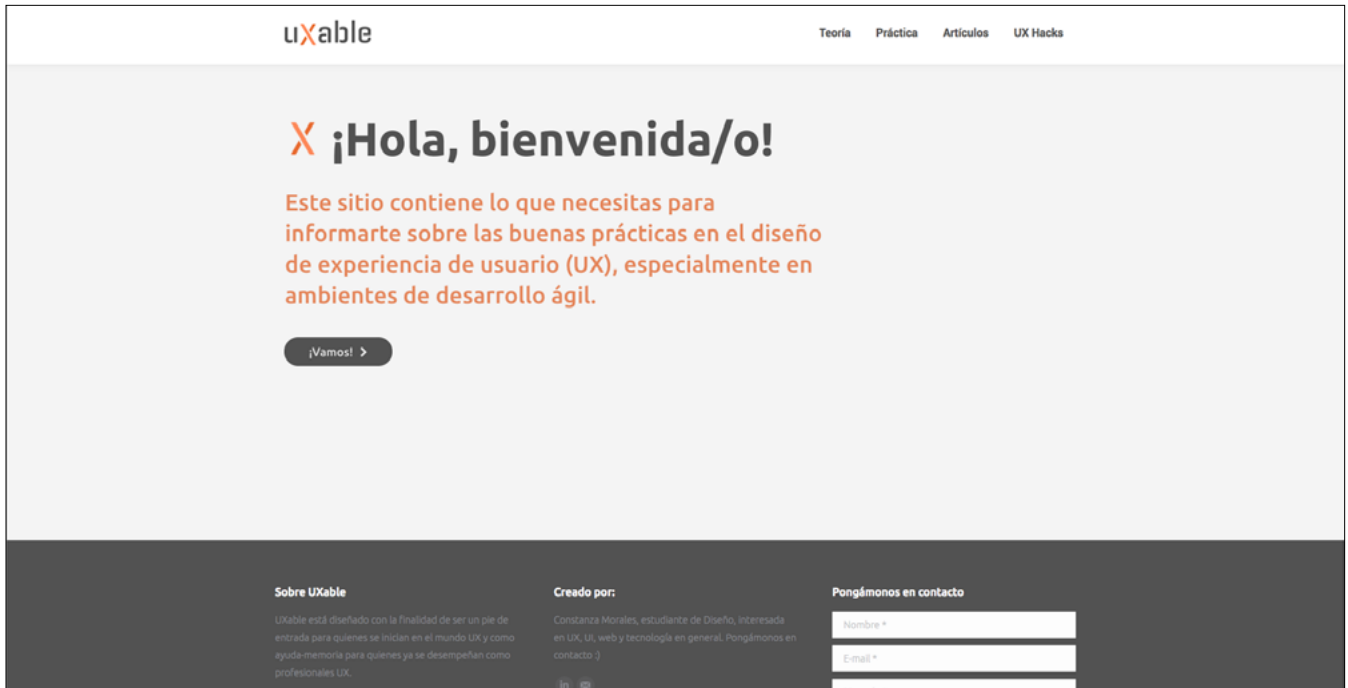 uXable
Teoría Práctica Artículos UX Hacks
X ¡Hola, bienvenida/o!
Este sitio contiene lo que necesitas para
informarte sobre las buenas prácticas en el diseño
de experiencia de usuario (UX), especialmente en
ambientes de desarrollo ágil.
¡Vamos!
Sobre UXable
UXable está diseñado con la finalidad de ser un pie de
entrada para quienes se inician en el mundo UX y como
ayuda-memoria para quienes ya se desempeñan como
profesionales UX.
Creado por:
Constanza Morales, estudiante de Diseño, interesada
en UX, UI, web y tecnología en general. Pongámonos en
contacto :)
in
Pongámonos en contacto
Nombre *
E-mail *